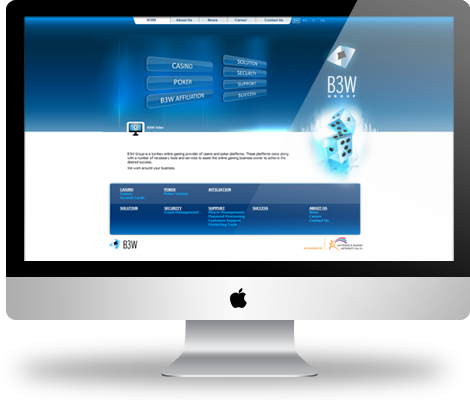 HOME About Us News Career Contact Us
CASINO
SOLUTION
SECURITY
POKER
SUPPORT
B3W AFFILIATION
SUCCESS
B3W
GROUP
B3W Video
B3W Group is a turnkey online gaming provider of casino and poker platforms. These platforms come along
with a number of necessary tools and services to assist the online gaming business owner to achieve the
desired success.
We work around your business.
CASINO POKER AFFILIATION
SOLUTION SECURITY SUPPORT SUCCESS ABOUT US
Fraud Management Player Management News
Payment Processing Career
Customer Support Contact Us
Marketing Tools
B3W